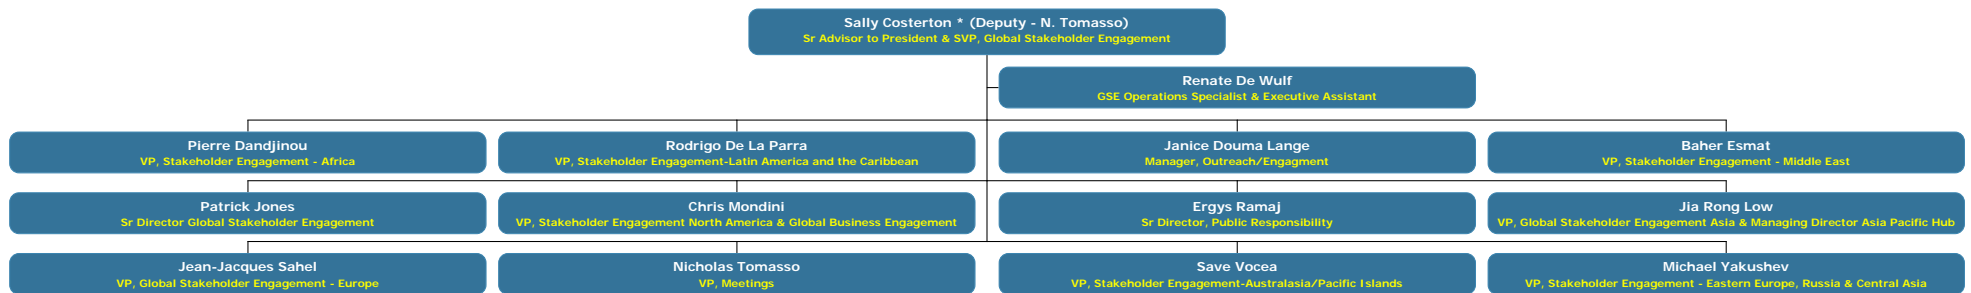 Sally Costerton * (Deputy - N. Tomasso)
Sr Advisor to President & SVP, Global Stakeholder Engagement
Renate De Wulf
GSE Operations Specialist & Executive Assistant
Pierre Dandjinou
VP, Stakeholder Engagement - Africa
Rodrigo De La Parra
VP, Stakeholder Engagement-Latin America and the Caribbean
Janice Douma Lange
Manager, Outreach/Engagment
Baher Esmat
VP, Stakeholder Engagement - Middle East
Patrick Jones
Sr Director Global Stakeholder Engagement
Chris Mondini
VP, Stakeholder Engagement North America & Global Business Engagement
Ergys Ramaj
Sr Director, Public Responsibility
Jia Rong Low
VP, Global Stakeholder Engagement Asia & Managing Director Asia Pacific Hub
Jean-Jacques Sahel
VP, Global Stakeholder Engagement - Europe
Nicholas Tomasso
VP, Meetings
Save Vocea
VP, Stakeholder Engagement-Australasia/Pacific Islands
Michael Yakushev
VP, Stakeholder Engagement - Eastern Europe, Russia & Central Asia